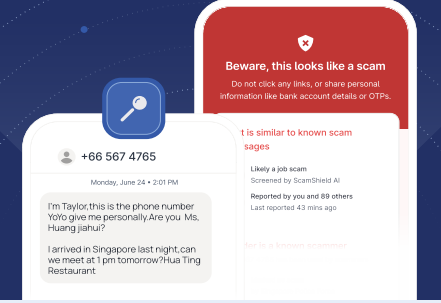 Beware, this looks like a scam
Do not click any links, or share personal
information like bank account details or OTPs.
t is similar to known scam
sages
Likely a job scam
Screened by ScamShield AI
Reported by you and 89 others
Last reported 43 mins ago
lor is a known scammer
+66 567 4765
Monday, June 24 • 2:01 PM
I'm Taylor,this is the phone number
YoYo give me personally.Are you Ms,
Huang jiahui?
I arrived in Singapore last night,can
we meet at 1 pm tomorrow?Hua Ting
Restaurant